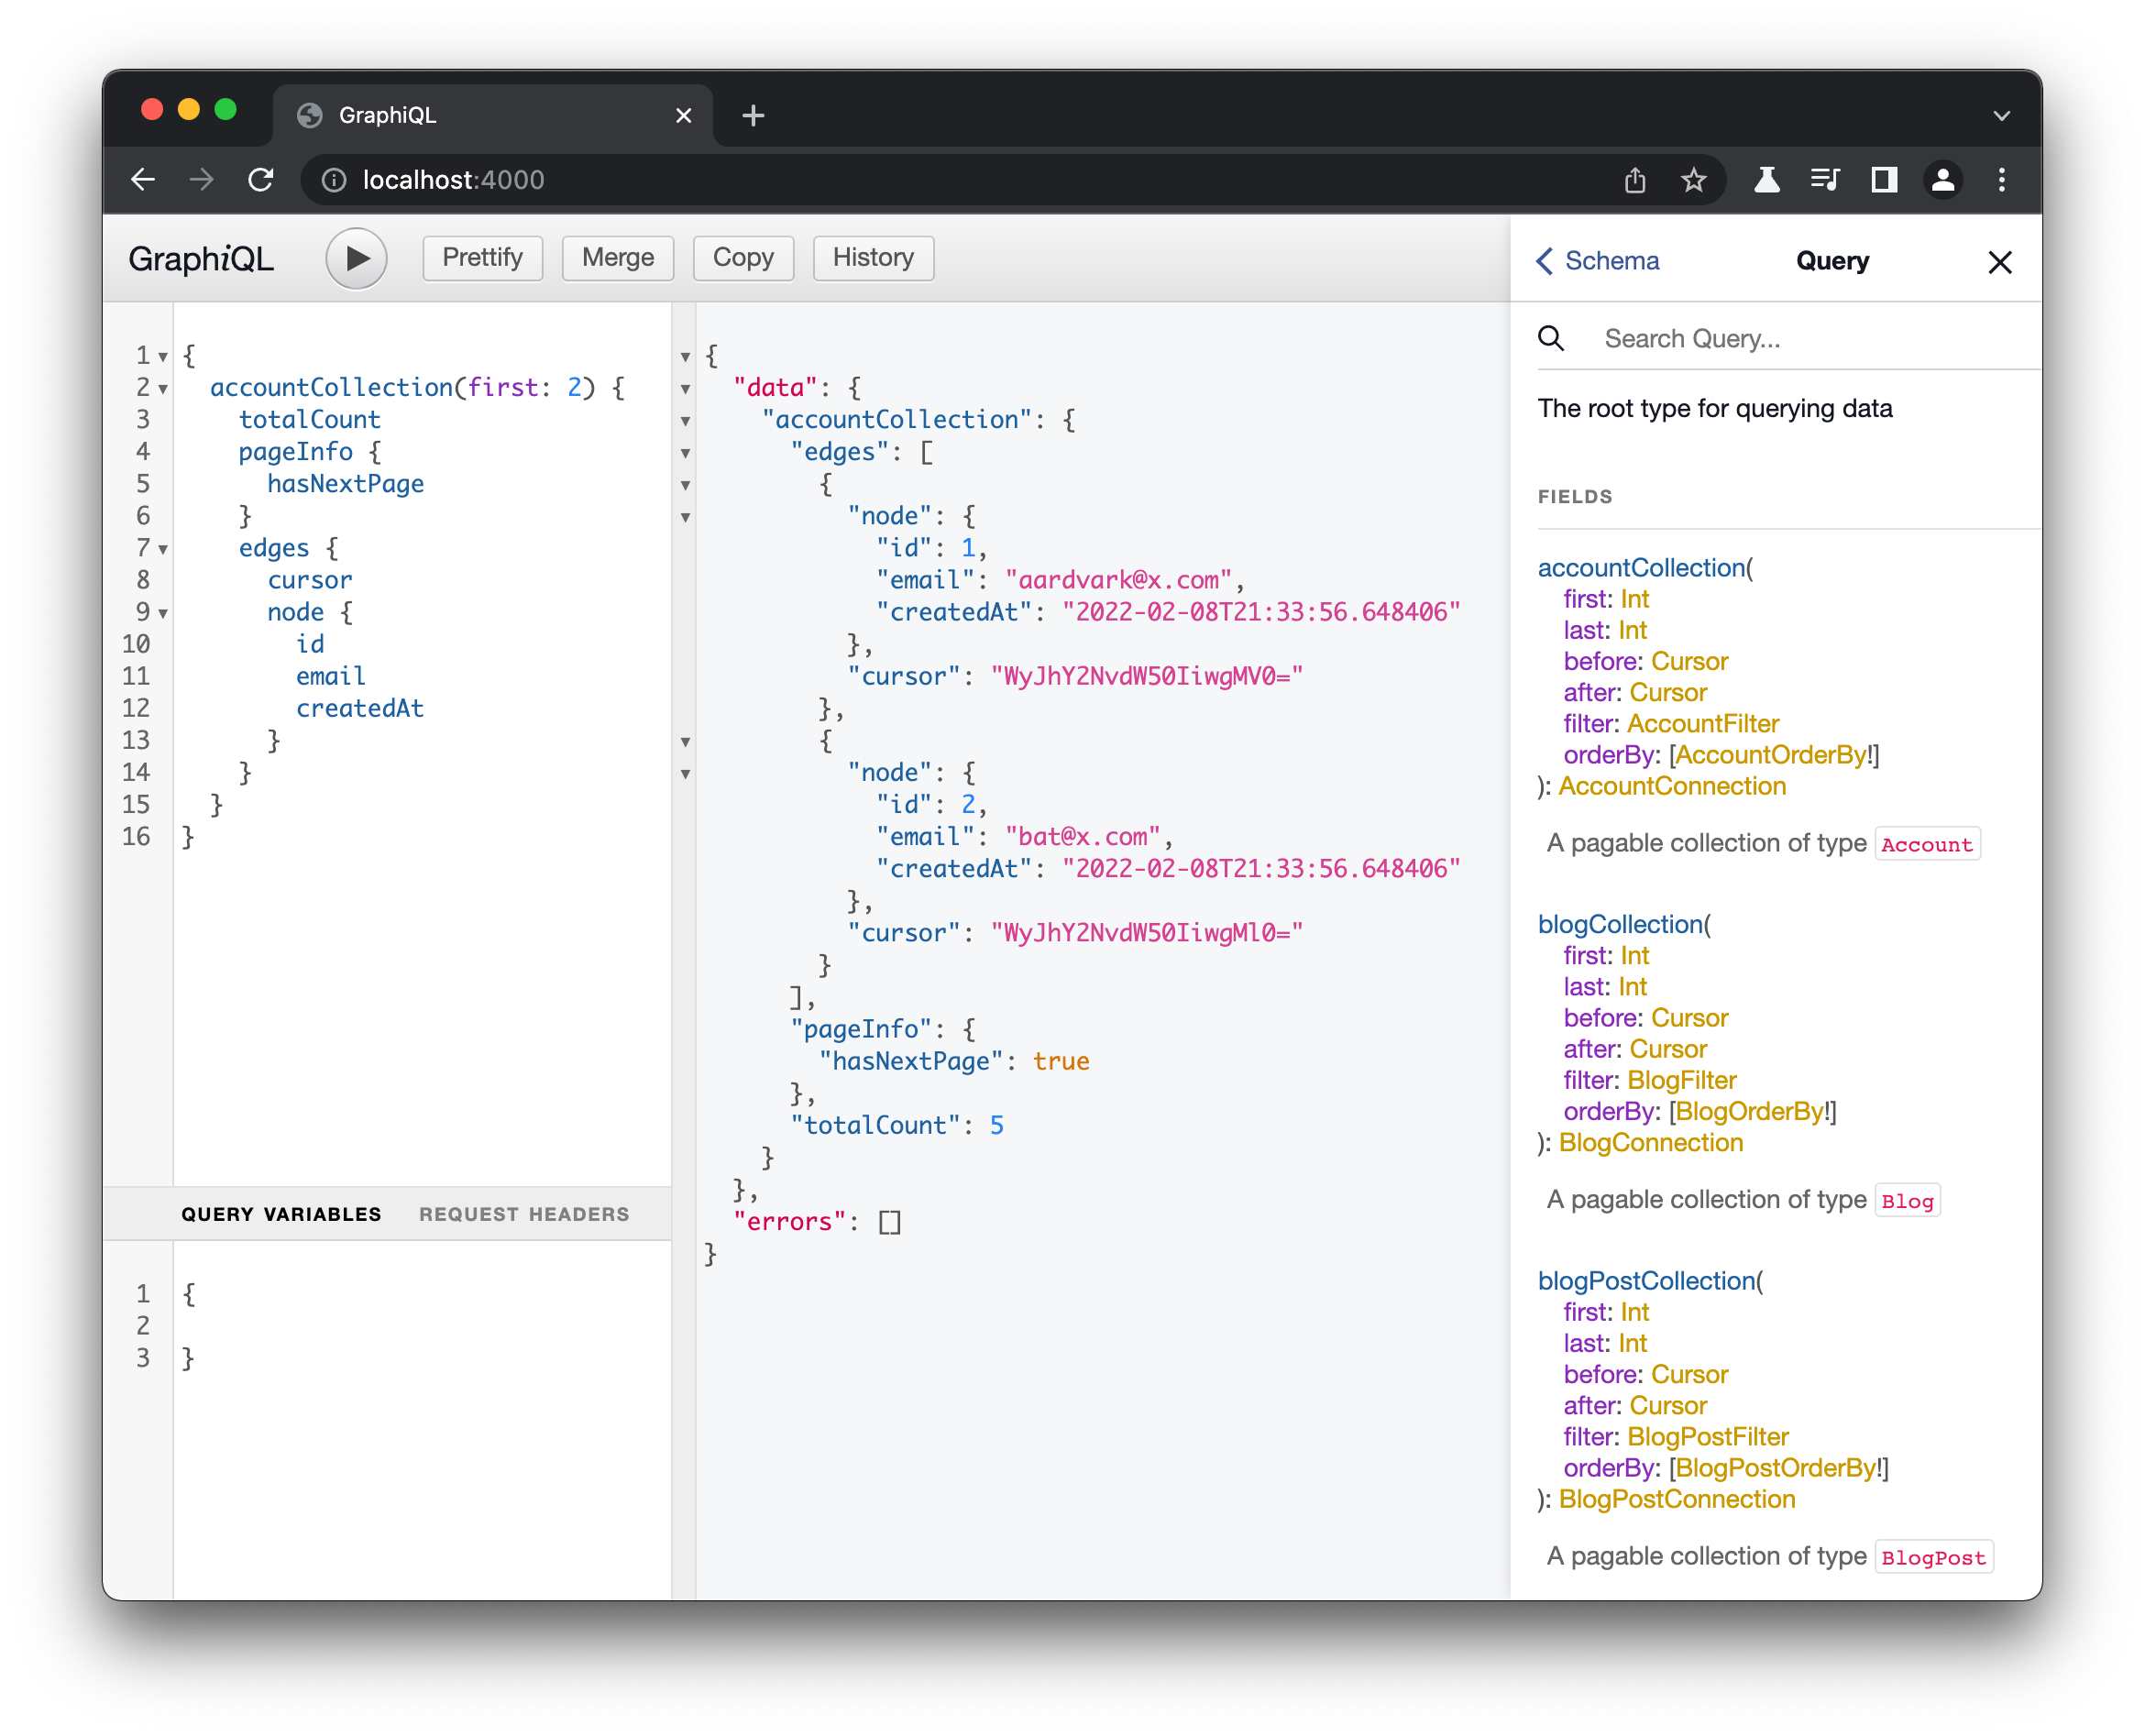 GraphiQL
localhost:4000
GraphiQL
Prettify
Merge
Copy
History
1 {
2 accountCollection(first: 2) {
3 totalCount
4 pageInfo {
5 hasNextPage
6 }
7 edges {
8 cursor
9 node {
10 id
11 email
12 createdAt
13 }
14 }
15 }
16 }
QUERY VARIABLES REQUEST HEADERS
1 {
2
3 }
{
"data": {
"accountCollection": {
"edges": [
{
"node": {
"id": 1,
"email": "aardvark@x.com",
"createdAt": "2022-02-08T21:33:56.648406"
},
"cursor": "WyJhY2NvdW50IiwgMV0="
},
{
"node": {
"id": 2,
"email": "bat@x.com",
"createdAt": "2022-02-08T21:33:56.648406"
},
"cursor": "WyJhY2NvdW50IiwgMl0="
}
],
"pageInfo": {
"hasNextPage": true
},
"totalCount": 5
}
},
"errors": []
}
Schema
Query
Search Query...
The root type for querying data
FIELDS
accountCollection(
first: Int
last: Int
before: Cursor
after: Cursor
filter: AccountFilter
orderBy: [AccountOrderBy!]
): AccountConnection
A pagable collection of type Account
blogCollection(
first: Int
last: Int
before: Cursor
after: Cursor
filter: BlogFilter
orderBy: [BlogOrderBy!]
): BlogConnection
A pagable collection of type Blog
blogPostCollection(
first: Int
last: Int
before: Cursor
after: Cursor
filter: BlogPostFilter
orderBy: [BlogPostOrderBy!]
): BlogPostConnection
A pagable collection of type BlogPost